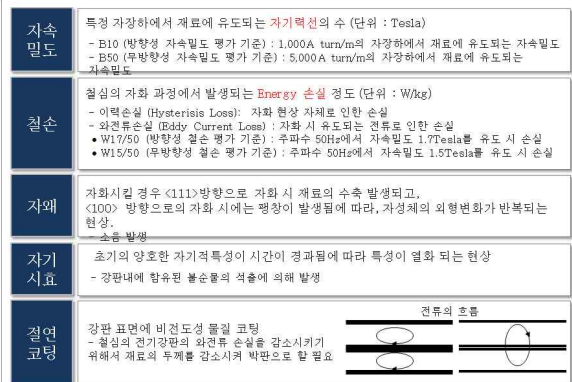 자속
밀도
특정 자장하에서 재료에 유도되는 자기력선의 수 (단위 : Tesla)
- B10 (방향성 자속밀도 평가 기준) : 1,000A turn/m의 자장하에서 재료에 유도되는 자속밀도
- B50 (무방향성 자속밀도 평가 기준) : 5,000A turn/m의 자장하에서 재료에 유도되는
자속밀도
철손
철심의 자화 과정에서 발생되는 Energy 손실 정도 (단위 : W/kg)
- 이력손실 (Hysterisis Loss): 자화 현상 자체로 인한 손실
- 와전류손실 (Eddy Current Loss) : 자화 시 유도되는 전류로 인한 손실
• W17/50 (방향성 철손 평가 기준) : 주파수 50Hz에서 자속밀도 1.7Tesla를 유도 시 손실
• W15/50 (무방향성 철손 평가 기준) : 주파수 50Hz에서 자속밀도 1.5Tesla를 유도 시 손실
자왜
자화시킬 경우 <111>방향으로 자화 시 재료의 수축 발생되고,
<100> 방향으로의 자화 시에는 팽창이 발생됨에 따라, 자성체의 외형변화가 반복되는
현상.
- 소음 발생
자기
시효
초기의 양호한 자기적특성이 시간이 경과됨에 따라 특성이 열화 되는 현상
- 강판내에 함유된 불순물의 석출에 의해 발생
절연
코팅
강판 표면에 비전도성 물질 코팅
- 철심의 전기강판의 와전류 손실을 감소시키기
위해서 재료의 두께를 감소시켜 박판으로 할 필요
전류의 흐름